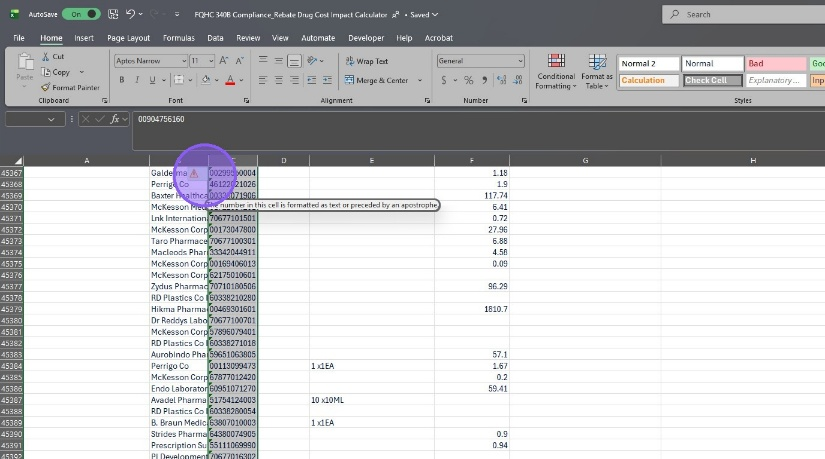 AutoSave On FQHC 340B Compliance_Rebate Drug Cost Impact Calculator • Saved Search
File Home Insert Page Layout Formulas Data Review View Automate Developer Help Acrobat
Cut
Copy
Format Painter
Paste
Clipboard
Aptos Narrow 11
B I U
Font
Wrap Text
Merge & Center
Alignment
General
$ % 9
Number
Conditional Formatting
Format as Table
Normal 2 Normal Bad
Calculation Check Cell Explanatory...
Styles
fx 00904756160
A C D E F G H
45367 Galderma 0004 1.18
45368 Perrigo Co 46122 1.9
45369 Baxter Healthca 117.74
45370 McKesson 6.41
The number in this cell is formatted as text or preceded by an apostrophe
45371 Lnk Internation 70677101501 0.72
45372 McKesson Corp 00173047800 27.96
45373 Taro Pharmace 70677100301 6.88
45374 Macleods Phar 33342044911 4.58
45375 McKesson Corp 00169406013 0.09
45376 McKesson Corp 62175010601
45377 Zydus Pharmac 70710180506 96.29
45378 RD Plastics Co 60338210280
45379 Hikma Pharma 00469301601 1810.7
45380 Dr Reddys Labo 70677100701
45381 McKesson Corp 57896079401
45382 RD Plastics Co 60338271018
45383 Aurobindo Pha 59651063805 57.1
45384 Perrigo Co 00113099473 1 x1EA 1.67
45385 McKesson Corp 67877012420 0.2
45386 Endo Laborator 60951071270 59.41
45387 Avadel Pharma 51754124003 10 x10ML
45388 RD Plastics Co 60338280054
45389 B. Braun Medic 63807010003 1 x1EA
45390 Strides Pharma 64380074905 0.9
45391 Prescription Su 55111069990 0.94
45392 PI Development 70677016302